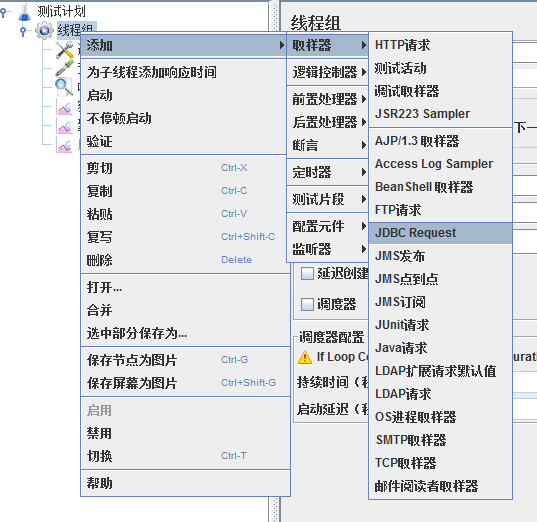 测试计划
线程组
线程组
添加
为子线程添加响应时间
启动
不停顿启动
验证
剪切 Ctrl-X
复制 Ctrl-C
粘贴 Ctrl-V
复写 Ctrl+Shift-C
删除 Delete
打开...
合并
选中部分保存为...
保存节点为图片 Ctrl-G
保存屏幕为图片 Ctrl+Shift-G
启用
禁用
切换 Ctrl-T
帮助
取样器
逻辑控制器
前置处理器
后置处理器
断言
定时器
测试片段
配置元件
监听器
HTTP请求
测试活动
调试取样器
JSR223 Sampler
AJP/1.3 取样器
Access Log Sampler
BeanShell 取样器
FTP请求
JDBC Request
JMS发布
JMS点到点
JMS订阅
JUnit请求
Java请求
LDAP扩展请求默认值
LDAP请求
OS进程取样器
SMTP取样器
TCP取样器
邮件阅读者取样器
下一
延迟创建
调度器
调度器配置
If Loop Co
urati
持续时间（
启动延迟（